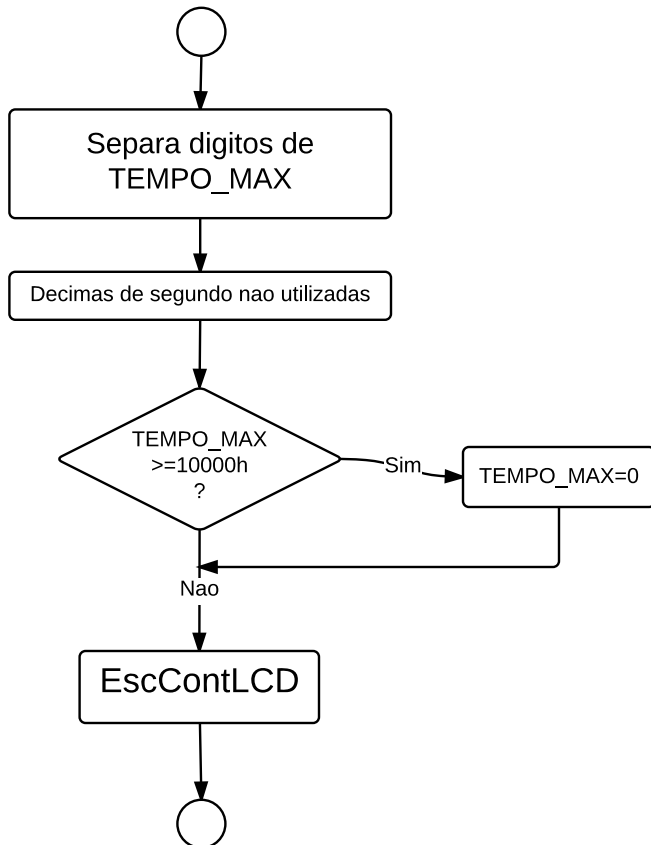 Separa digitos de
TEMPO_MAX
Decimas de segundo nao utilizadas
TEMPO_MAX
>=10000h
?
Sim
TEMPO_MAX=0
Nao
EscContLCD